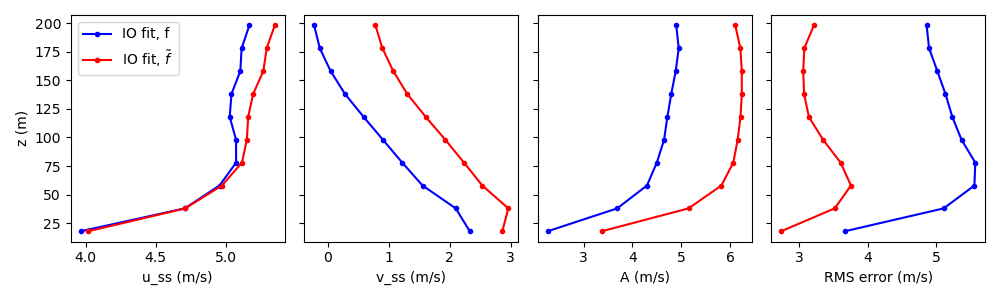 200
175
150
125
100
75
50
25
z (m)
IO fit, f
IO fit, f̃
4.0 4.5 5.0
u_ss (m/s)
0 1 2 3
v_ss (m/s)
3 4 5 6
A (m/s)
3 4 5
RMS error (m/s)